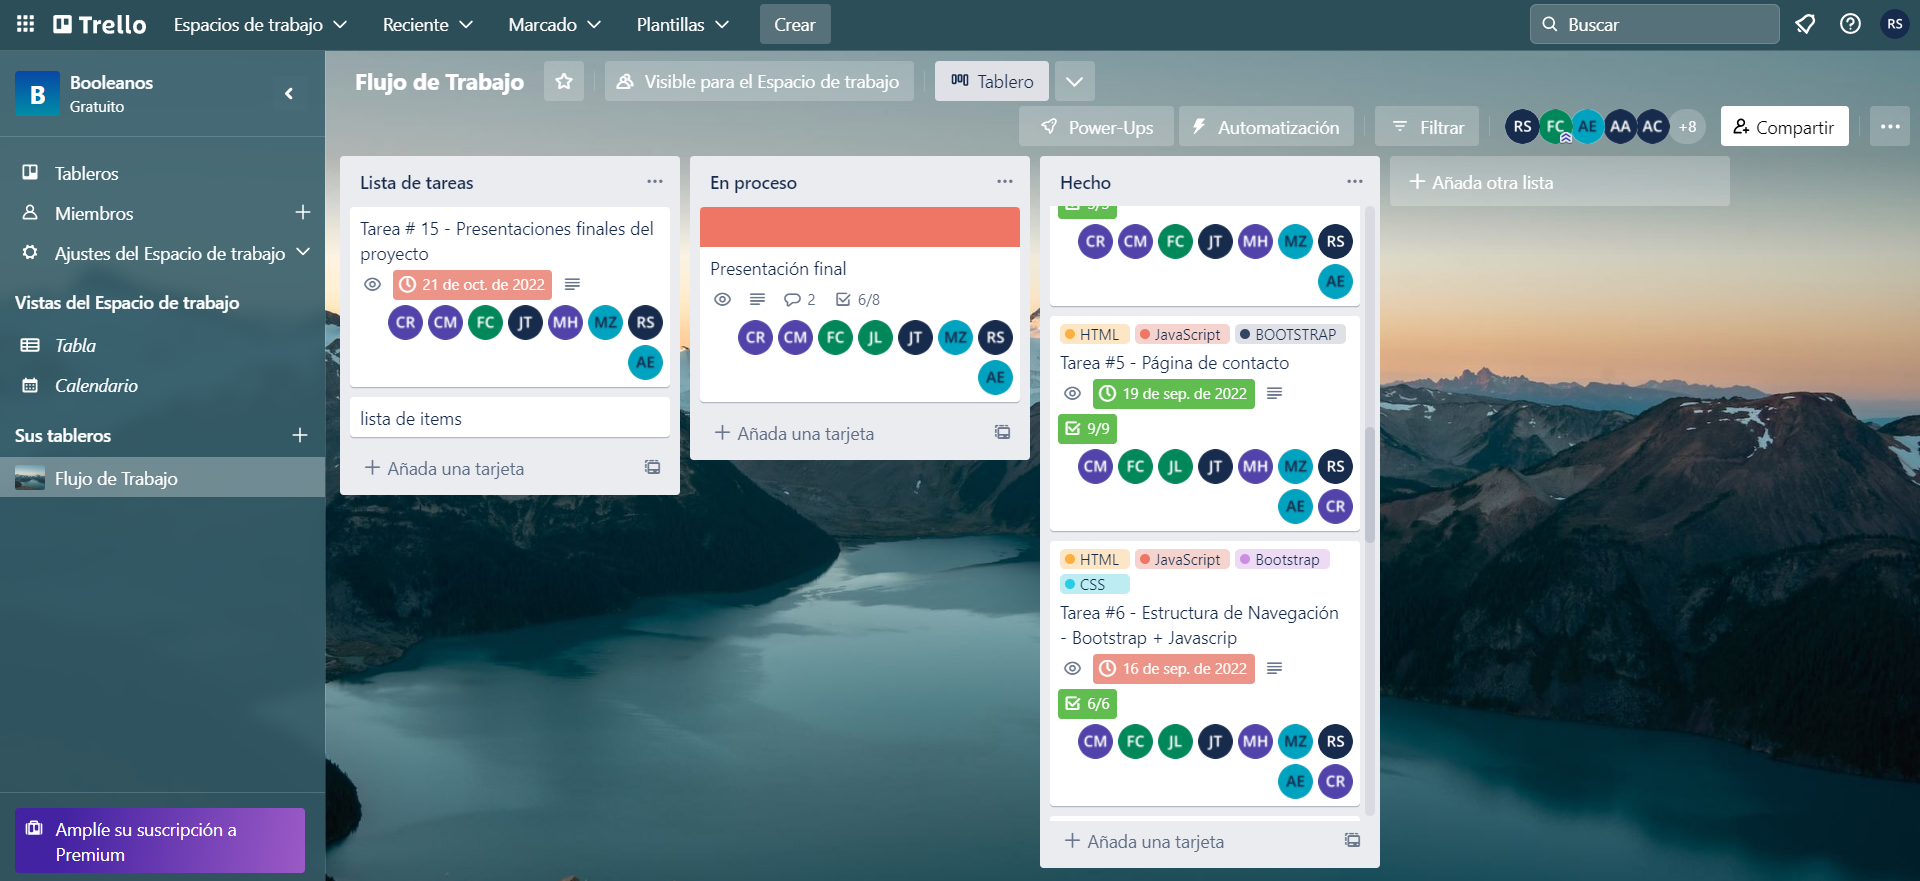 Trello
Espacios de trabajo
Reciente
Marcado
Plantillas
Crear
Buscar
RS
B
Booleanos
Gratuito
Tableros
Miembros
Ajustes del Espacio de trabajo
Vistas del Espacio de trabajo
Tabla
Calendario
Sus tableros
Flujo de Trabajo
Amplíe su suscripción a
Premium
Flujo de Trabajo
Visible para el Espacio de trabajo
Tablero
Power-Ups
Automatización
Filtrar
RS FC AE AA AC +8
Compartir
Lista de tareas
Tarea # 15 - Presentaciones finales del
proyecto
21 de oct. de 2022
CR CM FC JT MH MZ RS
AE
lista de items
Añada una tarjeta
En proceso
Presentación final
2 6/8
CR CM FC JL JT MZ RS
AE
Añada una tarjeta
Hecho
CR CM FC JT MH MZ RS
AE
HTML JavaScript BOOTSTRAP
Tarea #5 - Página de contacto
19 de sep. de 2022
9/9
CM FC JL JT MH MZ RS
AE CR
HTML JavaScript Bootstrap
CSS
Tarea #6 - Estructura de Navegación
- Bootstrap + Javascrip
16 de sep. de 2022
6/6
CM FC JL JT MH MZ RS
AE CR
Añada una tarjeta
Añada otra lista